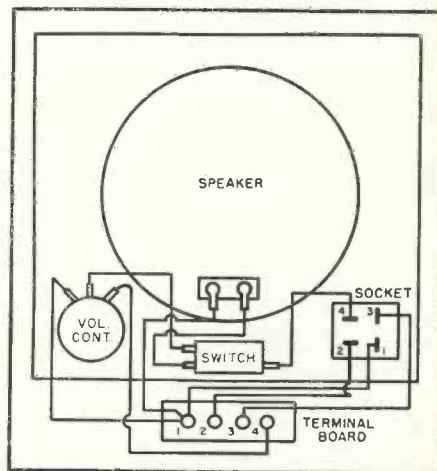 SPEAKER
SOCKET
4 3
2 1
VOL.
CONT.
SWITCH
1 2 3 4
TERMINAL
BOARD